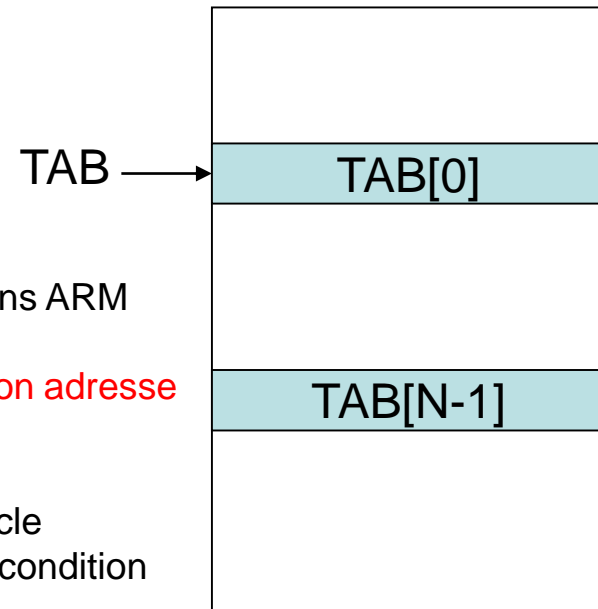 TAB
TAB[0]
ns ARM
on adresse
TAB[N-1]
cle
condition